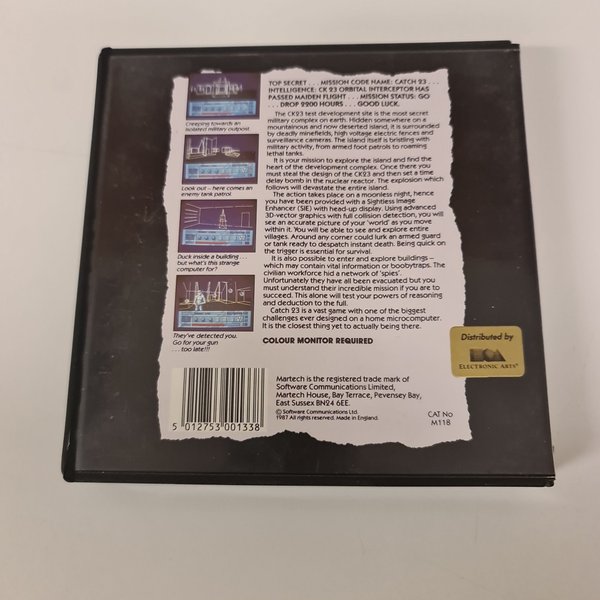 TOP SECRET . . . MISSION CODE NAME: CATCH 23 . . .
INTELLIGENCE: CK 23 ORBITAL INTERCEPTOR HAS
PASSED MAIDEN FLIGHT . . . MISSION STATUS: GO
. . . DROP 2200 HOURS . . . GOOD LUCK.
The CK23 test development site is the most secret
military complex on earth. Hidden somewhere on a
mountainous and now deserted island, it is surrounded
by deadly minefields, high voltage electric fences and
surveillance cameras. The island itself is bristling with
military activity, from armed foot patrols to roaming
lethal tanks.
It is your mission to explore the island and find the
heart of the development complex. Once there you
must steal the design of the CK23 and then set a time
delay bomb in the nuclear reactor. The explosion which
follows will devastate the entire island.
The action takes place on a moonless night, hence
you have been provided with a Sightless Image
Enhancer (SIE) with head-up display. Using advanced
3D-vector graphics with full collision detection, you will
see an accurate picture of your 'world' as you move
within it. You will be able to see and explore entire
villages. Around any corner could lurk an armed guard
or tank ready to despatch instant death. Being quick on
the trigger is essential for survival.
It is also possible to enter and explore buildings –
which may contain vital information or boobytraps. The
civilian workforce hid a network of 'spies'.
Unfortunately they have all been evacuated but you
must understand their incredible mission if you are to
succeed. This alone will test your powers of reasoning
and deduction to the full.
Catch 23 is a vast game with one of the biggest
challenges ever designed on a home microcomputer.
It is the closest thing yet to actually being there.
COLOUR MONITOR REQUIRED
Creeping towards an
isolated military outpost.
Look out – here comes an
enemy tank patrol.
Duck inside a building . . .
but what's this strange
computer for?
They've detected you.
Go for your gun
. . . too late!!!
Distributed by
EOA
ELECTRONIC ARTS®
5 012753 001338
Martech is the registered trade mark of
Software Communications Limited,
Martech House, Bay Terrace, Pevensey Bay,
East Sussex BN24 6EE.
© Software Communications Ltd.
1987 All rights reserved. Made in England.
CAT No
M118